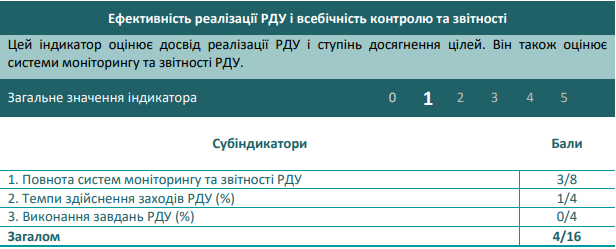 Ефективність реалізації РДУ і всебічність контролю та звітності
Цей індикатор оцінює досвід реалізації РДУ і ступінь досягнення цілей. Він також оцінює
системи моніторингу та звітності РДУ.
Загальне значення індикатора 0 1 2 3 4 5
Субіндикатори Бали
1. Повнота систем моніторингу та звітності РДУ 3/8
2. Темпи здійснення заходів РДУ (%) 1/4
3. Виконання завдань РДУ (%) 0/4
Загалом 4/16